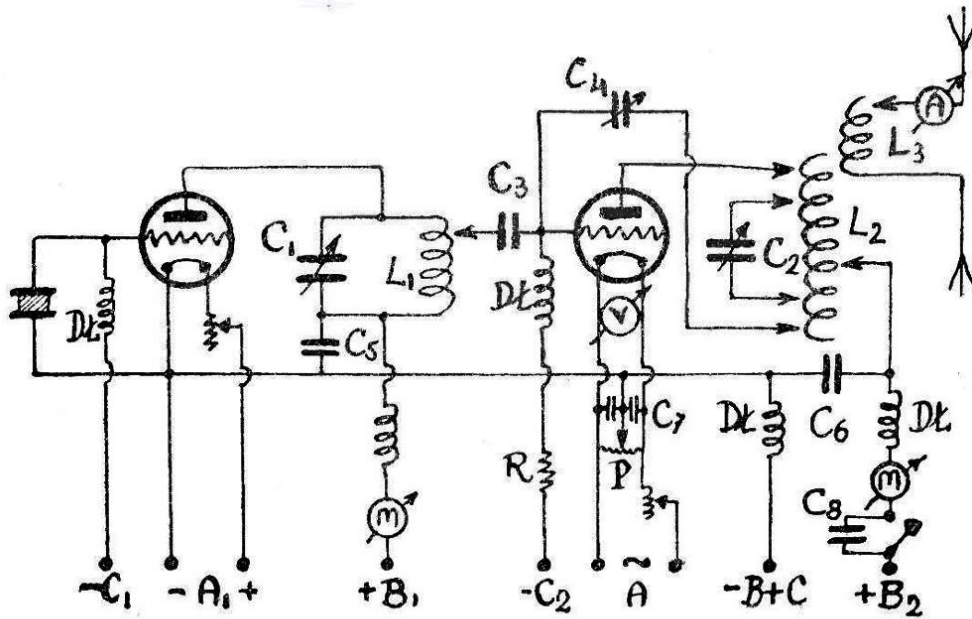 C4
A
L3
C3
C1
L1
C2
L2
Dł
Dł
V
C5
C7
Dł
C6
Dł.
R
P
M
M
C8
-C1
- A1 +
+B1
-C2
~
A
-B+C
+B2